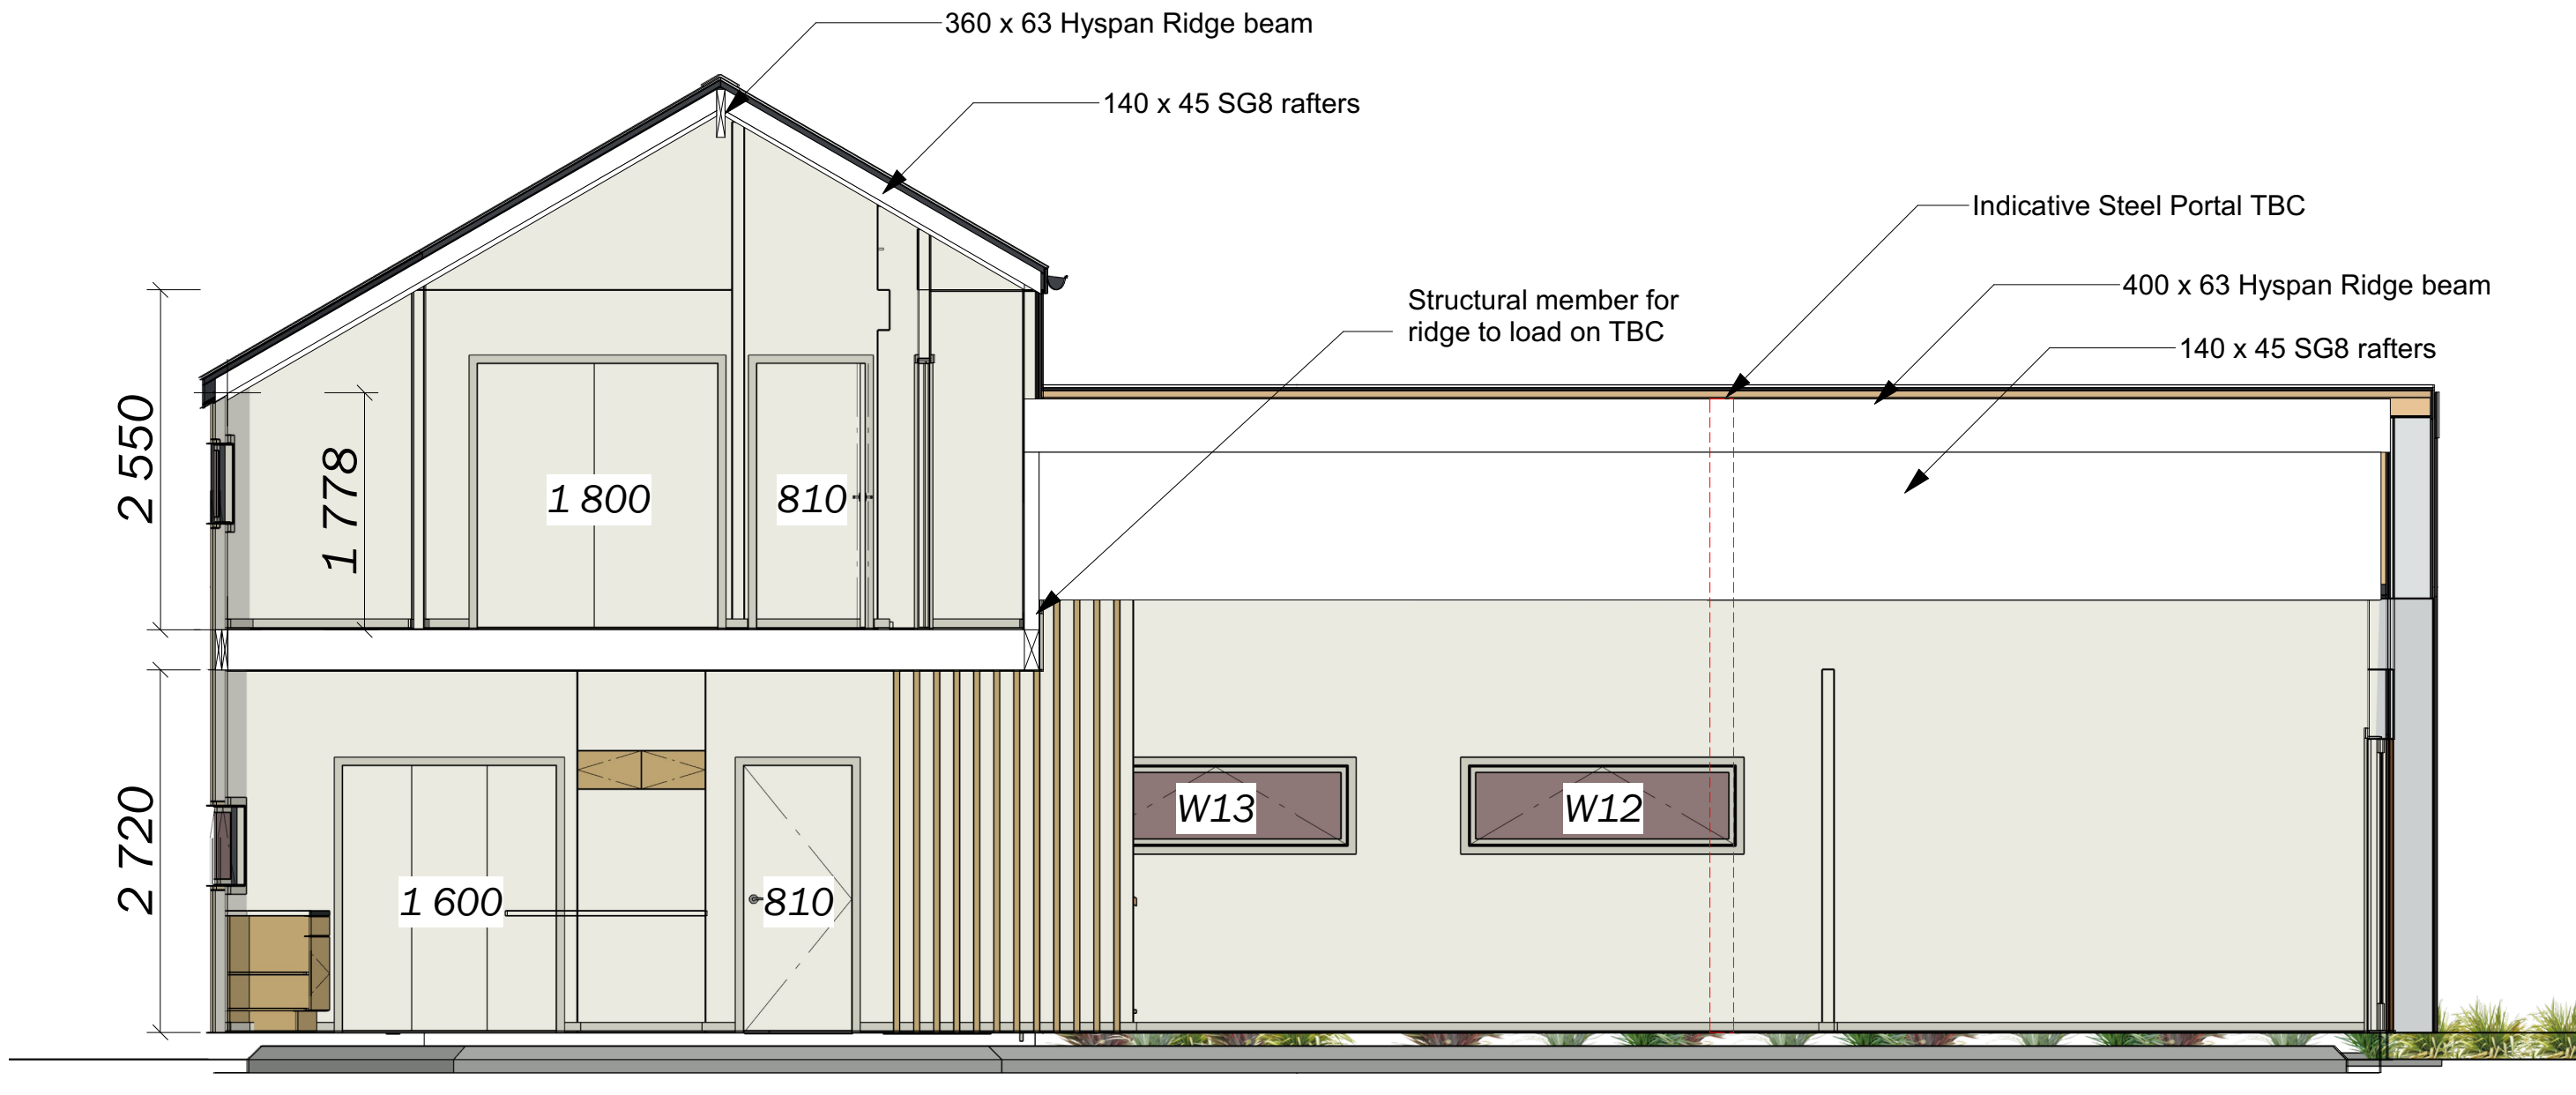 360 x 63 Hyspan Ridge beam
140 x 45 SG8 rafters
Indicative Steel Portal TBC
400 x 63 Hyspan Ridge beam
Structural member for
ridge to load on TBC
140 x 45 SG8 rafters
2 550
1 778
1 800
810
2 720
W13
W12
1 600
810